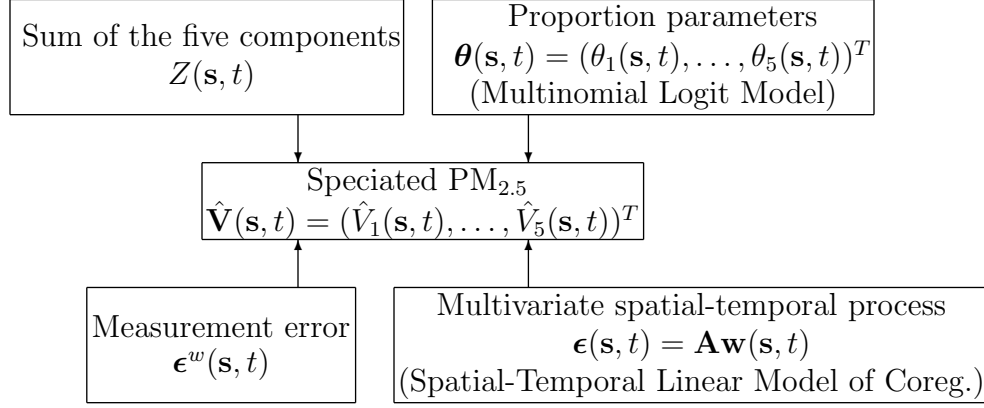 Sum of the five components
Z(s, t)
Proportion parameters
θ(s, t) = (θ₁(s, t), . . . , θ₅(s, t))ᵀ
(Multinomial Logit Model)
Speciated PM₂.₅
V̂(s, t) = (V̂₁(s, t), . . . , V̂₅(s, t))ᵀ
Measurement error
ϵʷ(s, t)
Multivariate spatial-temporal process
ϵ(s, t) = Aw(s, t)
(Spatial-Temporal Linear Model of Coreg.)